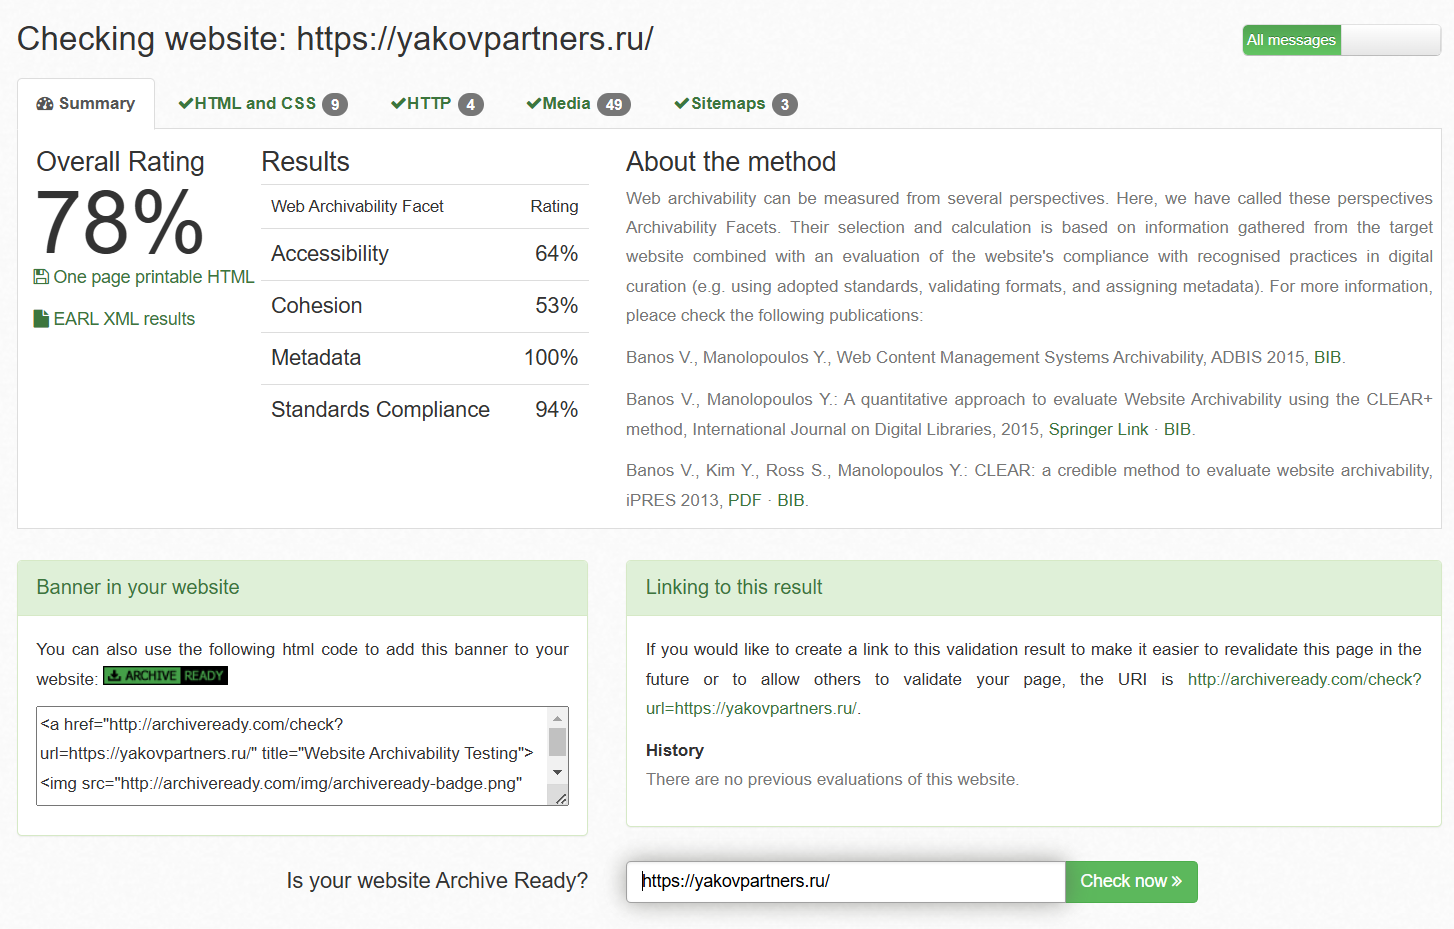 Checking website: https://yakovpartners.ru/
All messages
Summary
HTML and CSS 9
HTTP 4
Media 49
Sitemaps 3
Overall Rating
78%
One page printable HTML
EARL XML results
Results
Web Archivability Facet Rating
Accessibility 64%
Cohesion 53%
Metadata 100%
Standards Compliance 94%
About the method
Web archivability can be measured from several perspectives. Here, we have called these perspectives
Archivability Facets. Their selection and calculation is based on information gathered from the target
website combined with an evaluation of the website's compliance with recognised practices in digital
curation (e.g. using adopted standards, validating formats, and assigning metadata). For more information,
pleace check the following publications:
Banos V., Manolopoulos Y., Web Content Management Systems Archivability, ADBIS 2015, BIB.
Banos V., Manolopoulos Y.: A quantitative approach to evaluate Website Archivability using the CLEAR+
method, International Journal on Digital Libraries, 2015, Springer Link · BIB.
Banos V., Kim Y., Ross S., Manolopoulos Y.: CLEAR: a credible method to evaluate website archivability,
iPRES 2013, PDF · BIB.
Banner in your website
You can also use the following html code to add this banner to your
website: ARCHIVE READY
<a href="http://archiveready.com/check?
url=https://yakovpartners.ru/" title="Website Archivability Testing">
<img src="http://archiveready.com/img/archiveready-badge.png"
Linking to this result
If you would like to create a link to this validation result to make it easier to revalidate this page in the
future or to allow others to validate your page, the URI is http://archiveready.com/check?
url=https://yakovpartners.ru/.
History
There are no previous evaluations of this website.
Is your website Archive Ready?
https://yakovpartners.ru/
Check now »